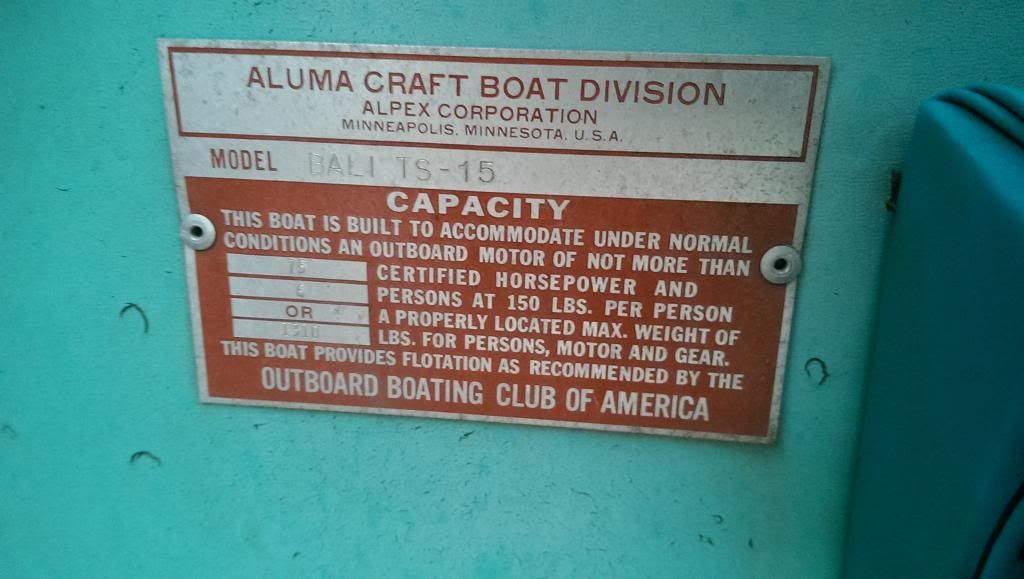 ALUMA CRAFT BOAT DIVISION
ALPEX CORPORATION
MINNEAPOLIS, MINNESOTA, U.S.A.
MODEL BALI TS-15
CAPACITY
THIS BOAT IS BUILT TO ACCOMMODATE UNDER NORMAL
CONDITIONS AN OUTBOARD MOTOR OF NOT MORE THAN
75 CERTIFIED HORSEPOWER AND
PERSONS AT 150 LBS. PER PERSON
OR A PROPERLY LOCATED MAX. WEIGHT OF
LBS. FOR PERSONS, MOTOR AND GEAR.
THIS BOAT PROVIDES FLOTATION AS RECOMMENDED BY THE
OUTBOARD BOATING CLUB OF AMERICA